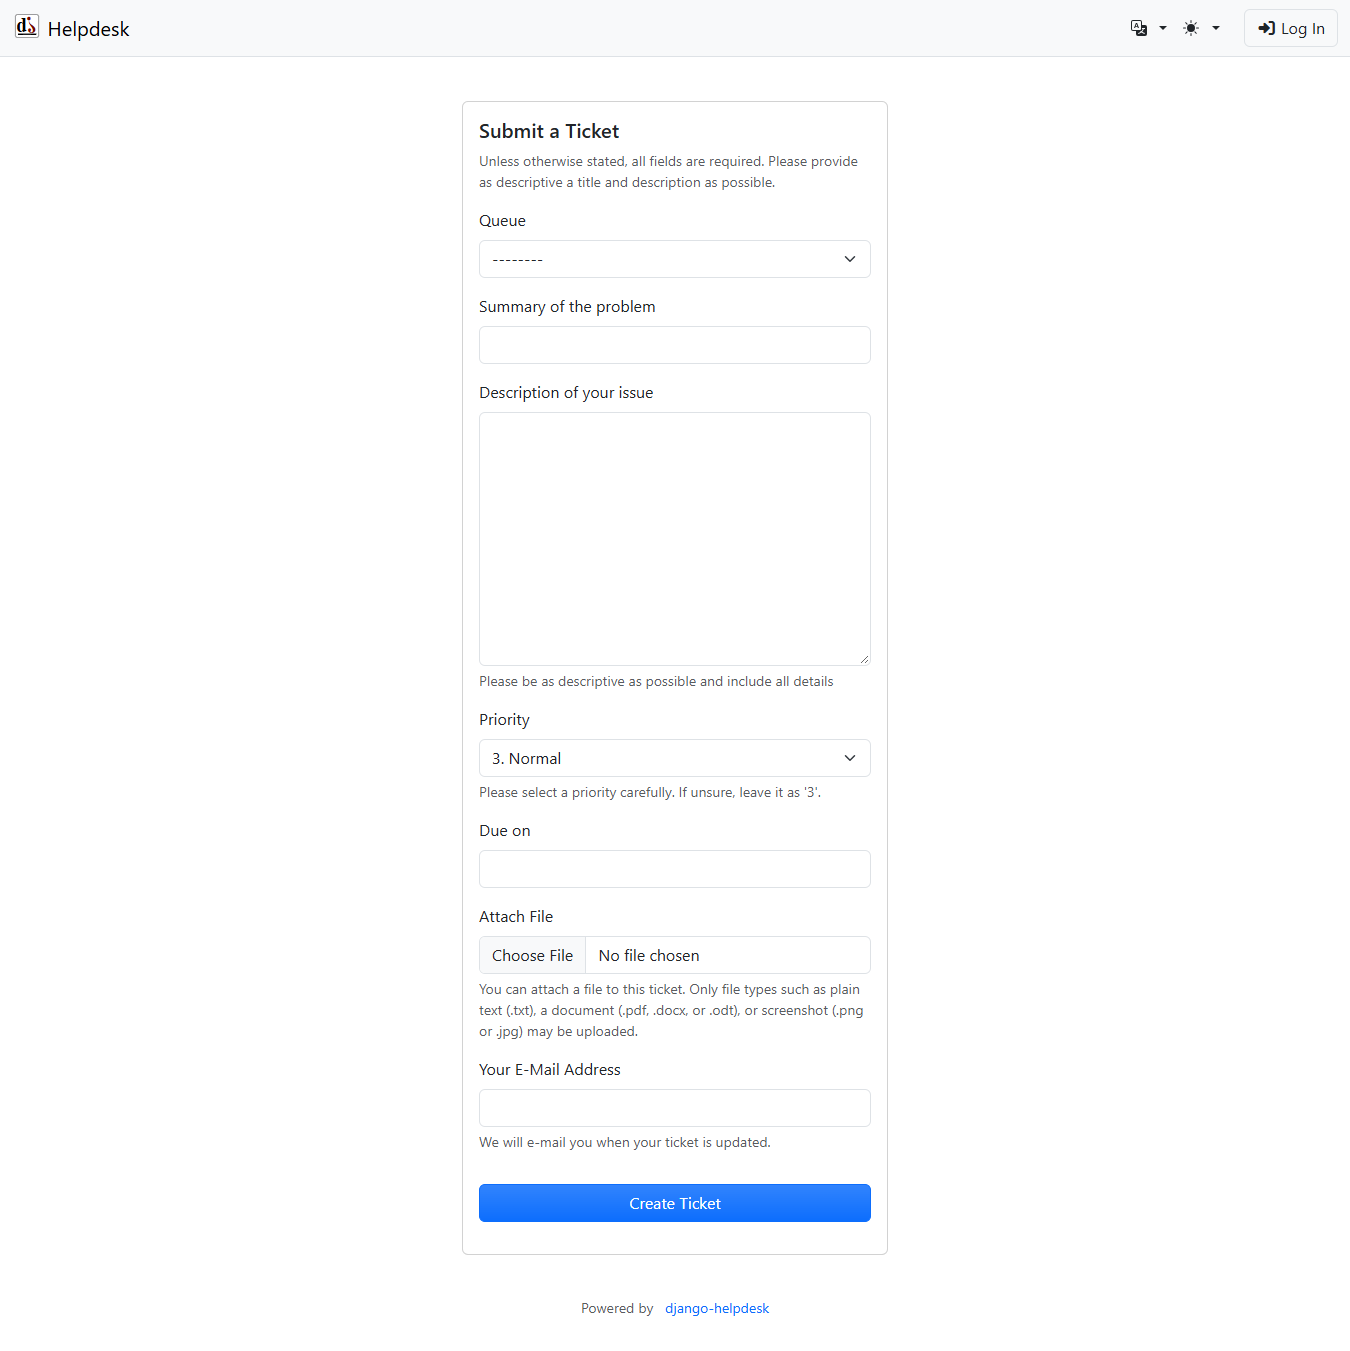 Helpdesk
Log In
Submit a Ticket
Unless otherwise stated, all fields are required. Please provide
as descriptive a title and description as possible.
Queue
--------
Summary of the problem
Description of your issue
Please be as descriptive as possible and include all details
Priority
3. Normal
Please select a priority carefully. If unsure, leave it as '3'.
Due on
Attach File
Choose File No file chosen
You can attach a file to this ticket. Only file types such as plain
text (.txt), a document (.pdf, .docx, or .odt), or screenshot (.png
or .jpg) may be uploaded.
Your E-Mail Address
We will e-mail you when your ticket is updated.
Create Ticket
Powered by django-helpdesk